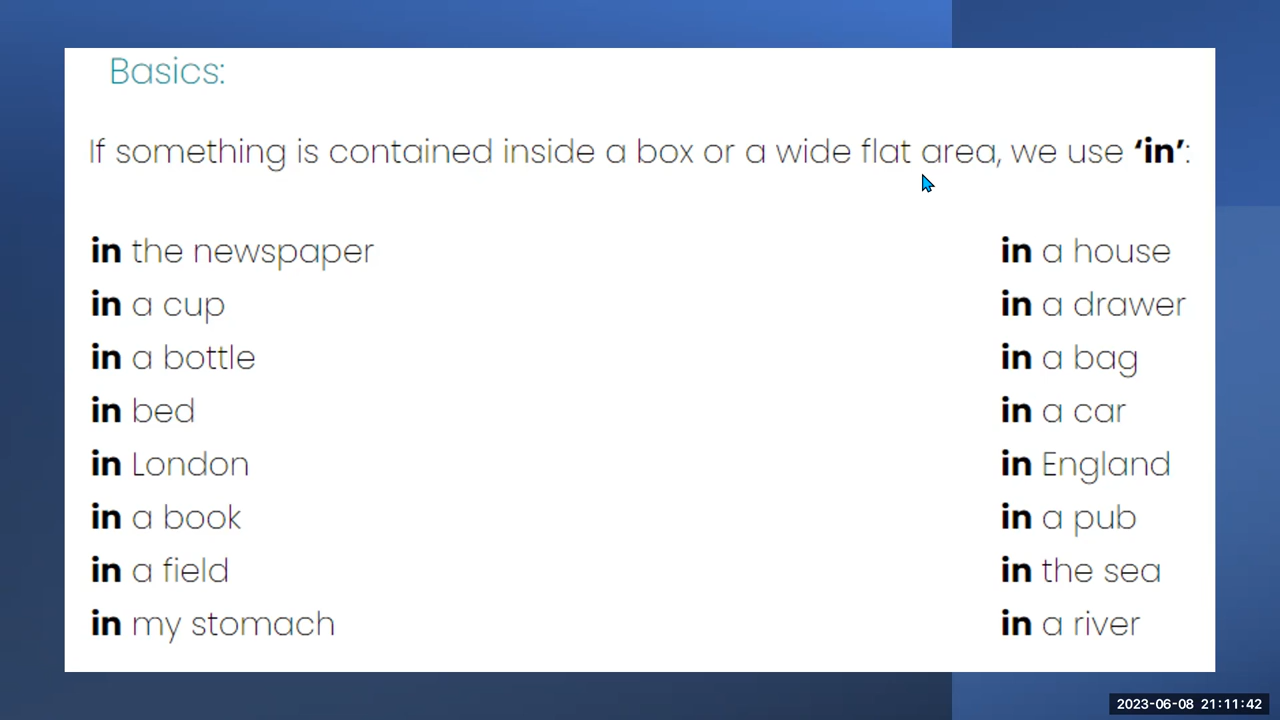 Basics:
If something is contained inside a box or a wide flat area, we use ‘in’:
in the newspaper
in a cup
in a bottle
in bed
in London
in a book
in a field
in my stomach
in a house
in a drawer
in a bag
in a car
in England
in a pub
in the sea
in a river
2023-06-08 21:11:42